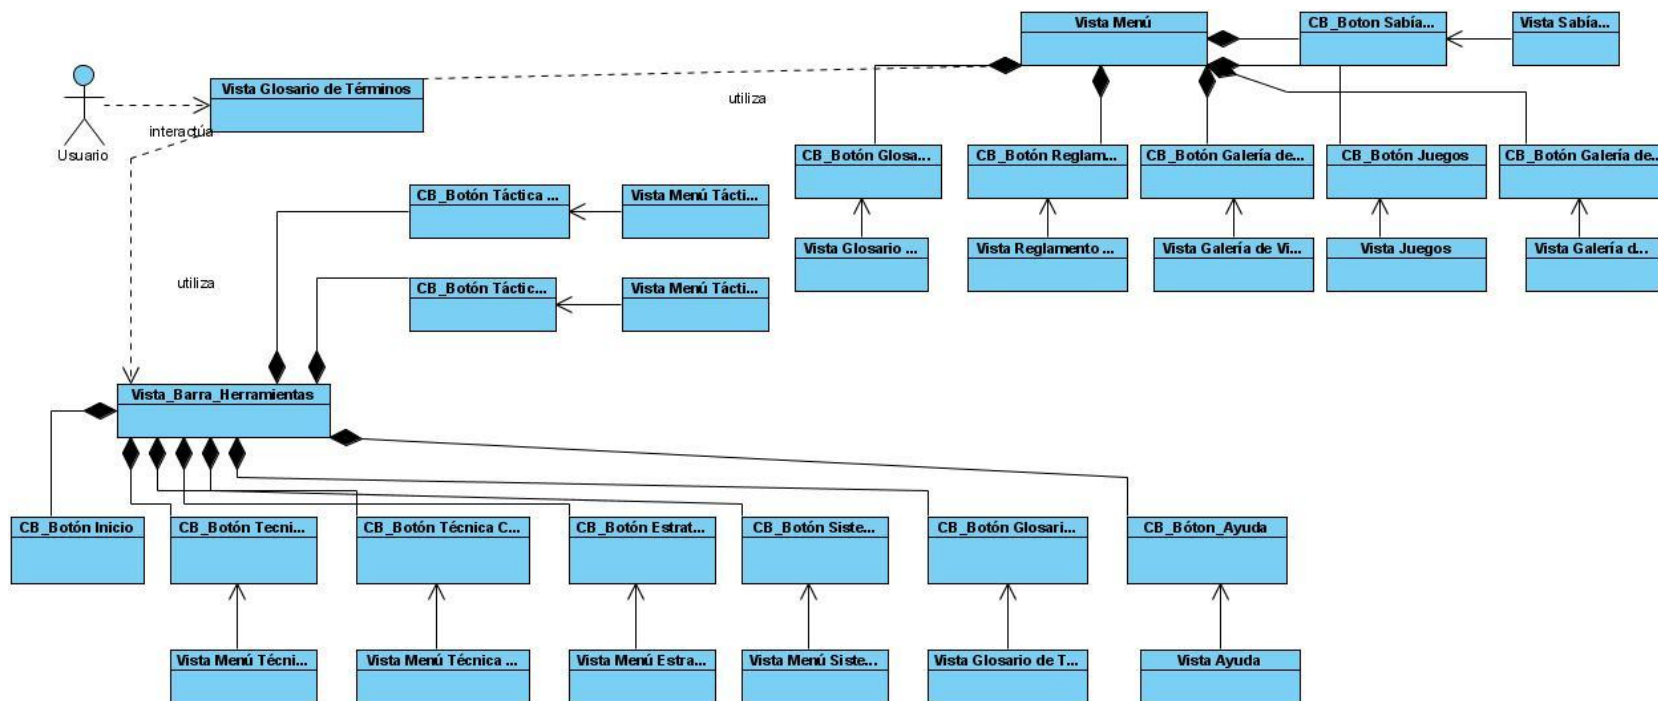 Vista Menú
CB_Boton Sabía...
Vista Sabía...
Vista Glosario de Términos
utiliza
interactúa
Usuario
CB_Botón Glosa...
CB_Botón Reglam...
CB_Botón Galería de...
CB_Botón Juegos
CB_Botón Galería de...
CB_Botón Táctica ...
Vista Menú Tácti...
Vista Glosario ...
Vista Reglamento ...
Vista Galería de Vi...
Vista Juegos
Vista Galería d...
utiliza
CB_Botón Táctic...
Vista Menú Tácti...
Vista_Barra_Herramientas
CB_Botón Inicio
CB_Botón Tecni...
CB_Botón Técnica C...
CB_Botón Estrat...
CB_Botón Siste...
CB_Botón Glosari...
CB_Bóton_Ayuda
Vista Menú Técni...
Vista Menú Técnica ...
Vista Menú Estra...
Vista Menú Siste...
Vista Glosario de T...
Vista Ayuda